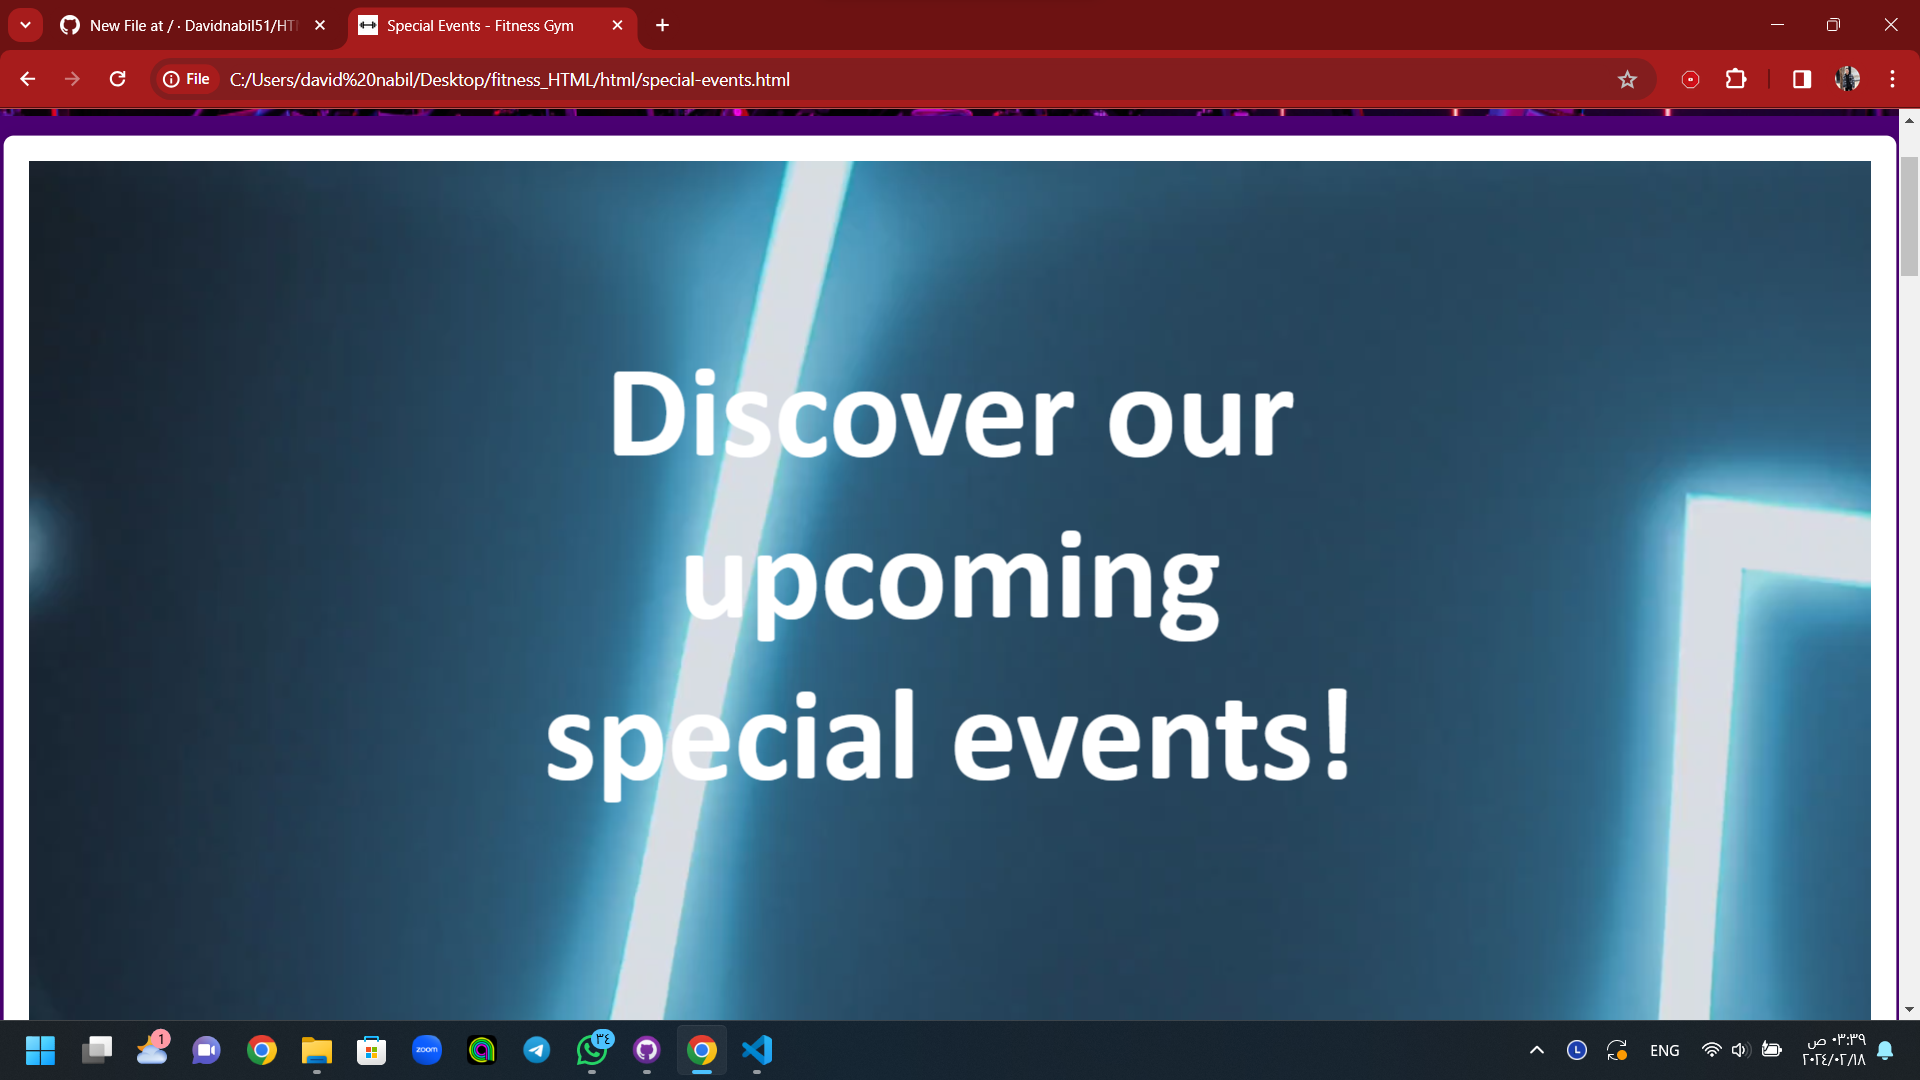 New File at / · Davidnabil51/HT
Special Events - Fitness Gym
File
C:/Users/david%20nabil/Desktop/fitness_HTML/html/special-events.html
Discover our
upcoming
special events!
1
zoom
٣٤
L
ENG
٠٣:٣٩ ص
٢٠٢٤/٠٢/١٨